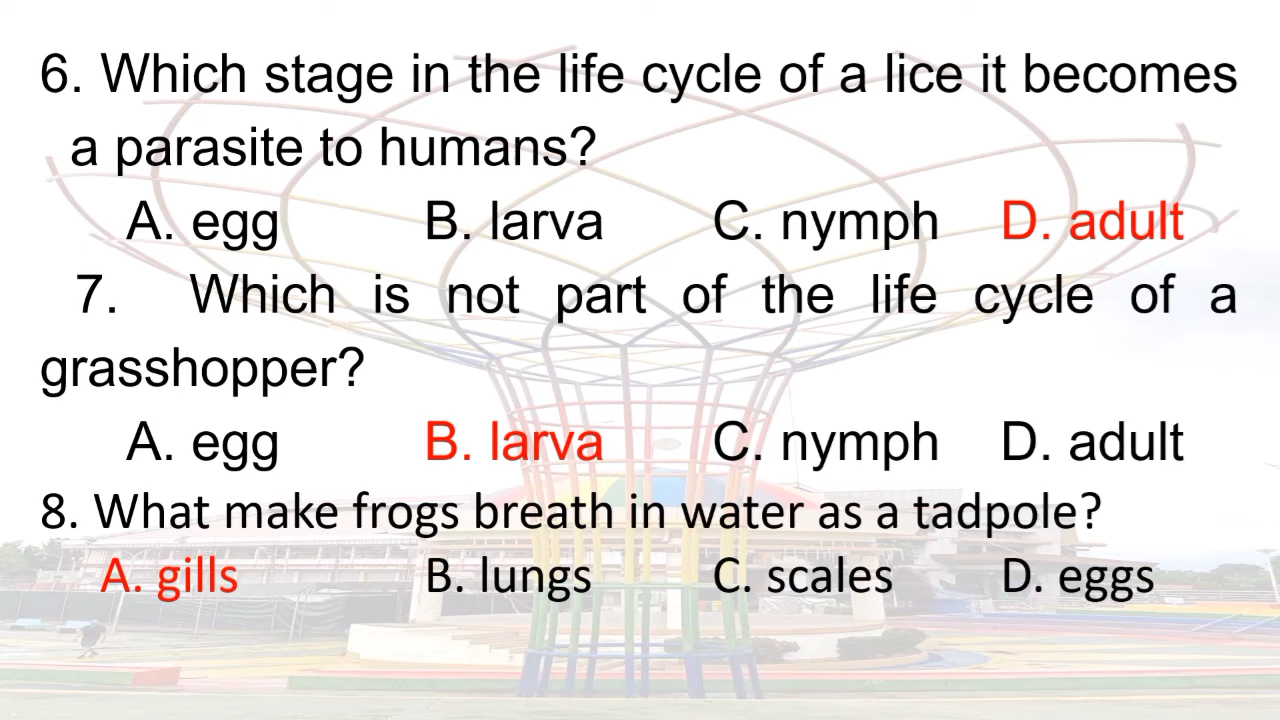 6. Which stage in the life cycle of a lice it becomes
a parasite to humans?
A. egg B. larva C. nymph D. adult
7. Which is not part of the life cycle of a
grasshopper?
A. egg B. larva C. nymph D. adult
8. What make frogs breath in water as a tadpole?
A. gills B. lungs C. scales D. eggs